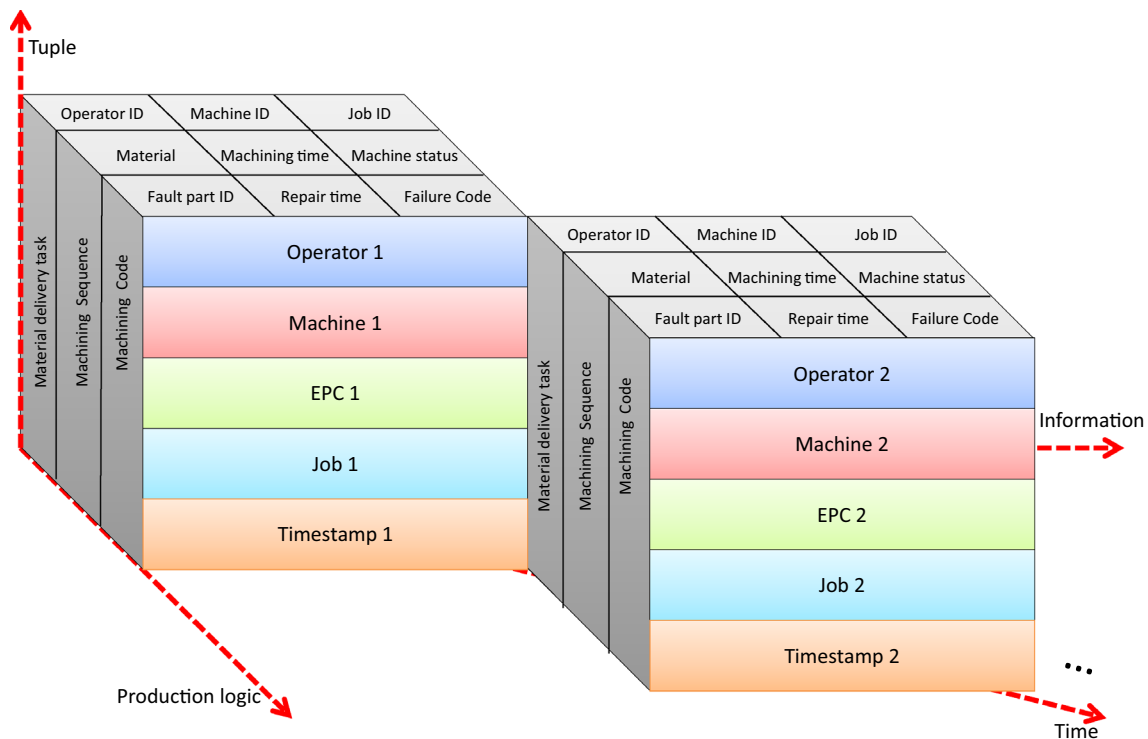 Tuple
Operator ID
Machine ID
Job ID
Material
Machining time
Machine status
Fault part ID
Repair time
Failure Code
Material delivery task
Machining Sequence
Machining Code
Operator 1
Machine 1
EPC 1
Job 1
Timestamp 1
Operator ID
Machine ID
Job ID
Material
Machining time
Machine status
Fault part ID
Repair time
Failure Code
Material delivery task
Machining Sequence
Machining Code
Operator 2
Machine 2
EPC 2
Job 2
Timestamp 2
Information
...
Production logic
Time